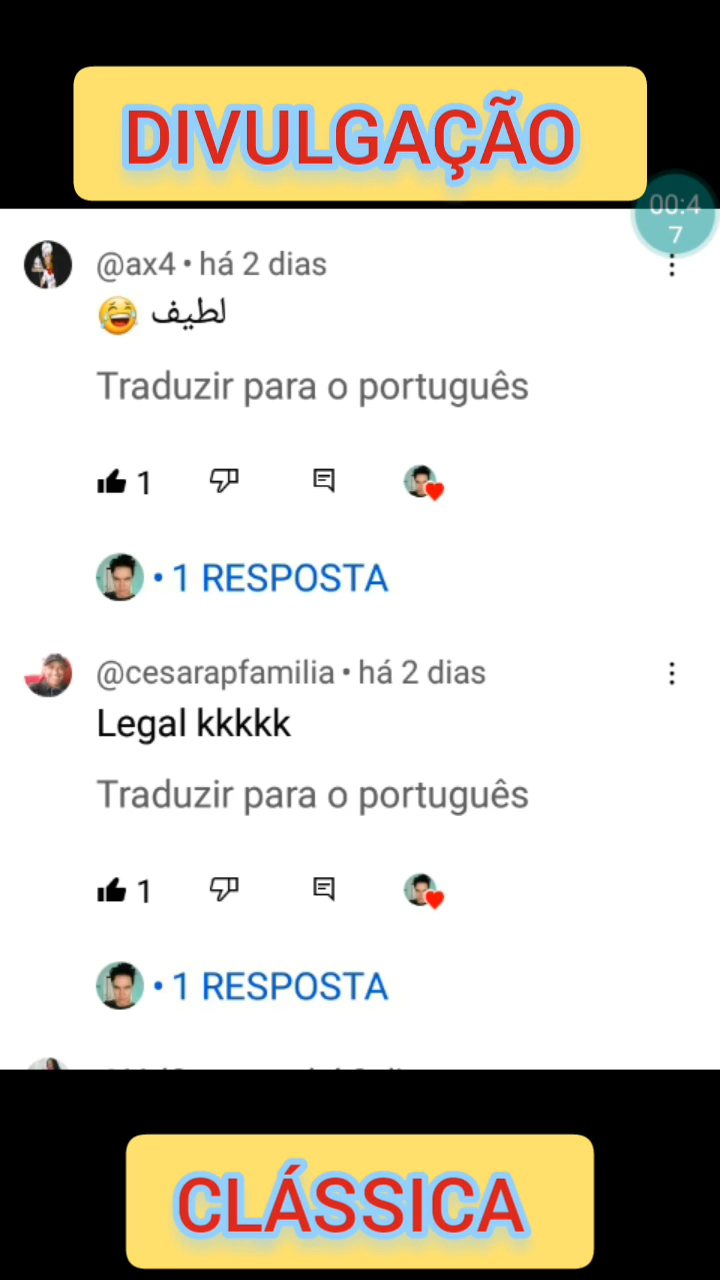 DIVULGAÇÃO
00:4
7
@ax4 • há 2 dias
😂 لطيف
Traduzir para o português
1
• 1 RESPOSTA
@cesarapfamilia • há 2 dias
Legal kkkkk
Traduzir para o português
1
• 1 RESPOSTA
CLÁSSICA